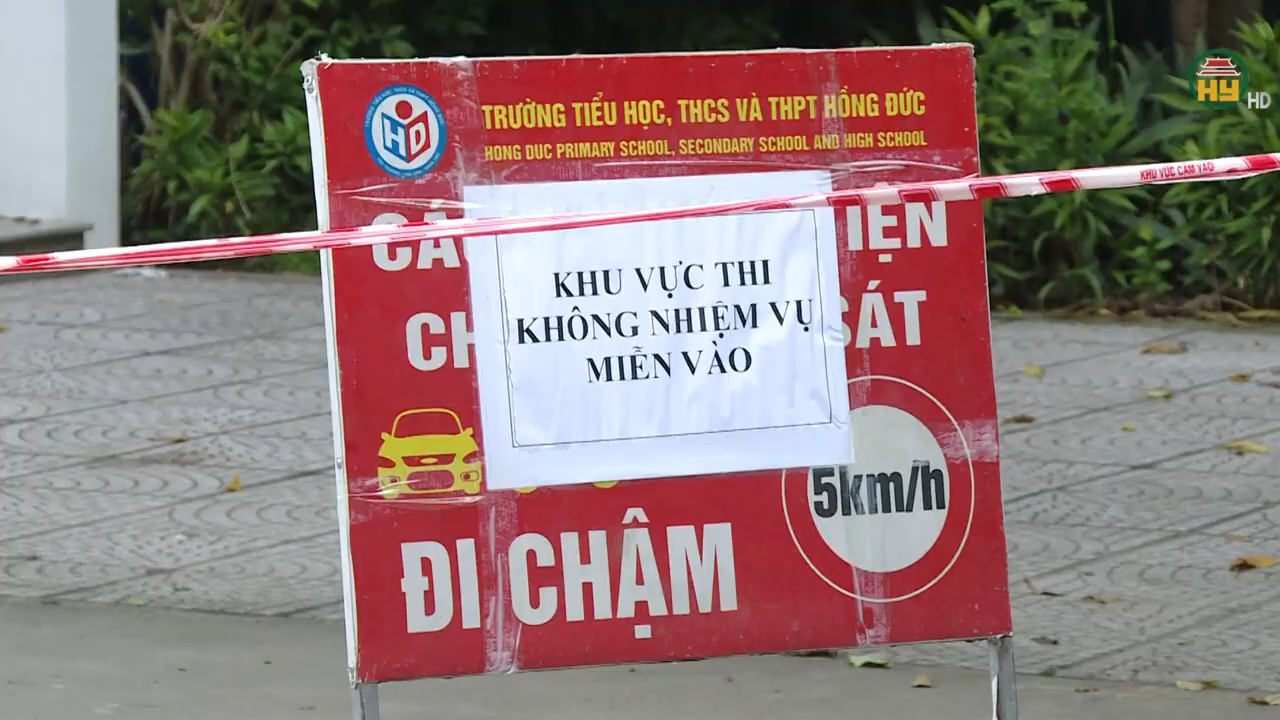 HY HD
TRƯỜNG TIỂU HỌC, THCS VÀ THPT HỒNG ĐỨC
HONG DUC PRIMARY SCHOOL, SECONDARY SCHOOL AND HIGH SCHOOL
HD
KHU VỰC CẤM VÀO
KHU VỰC THI
KHÔNG NHIỆM VỤ
MIỄN VÀO
5km/h
ĐI CHẬM